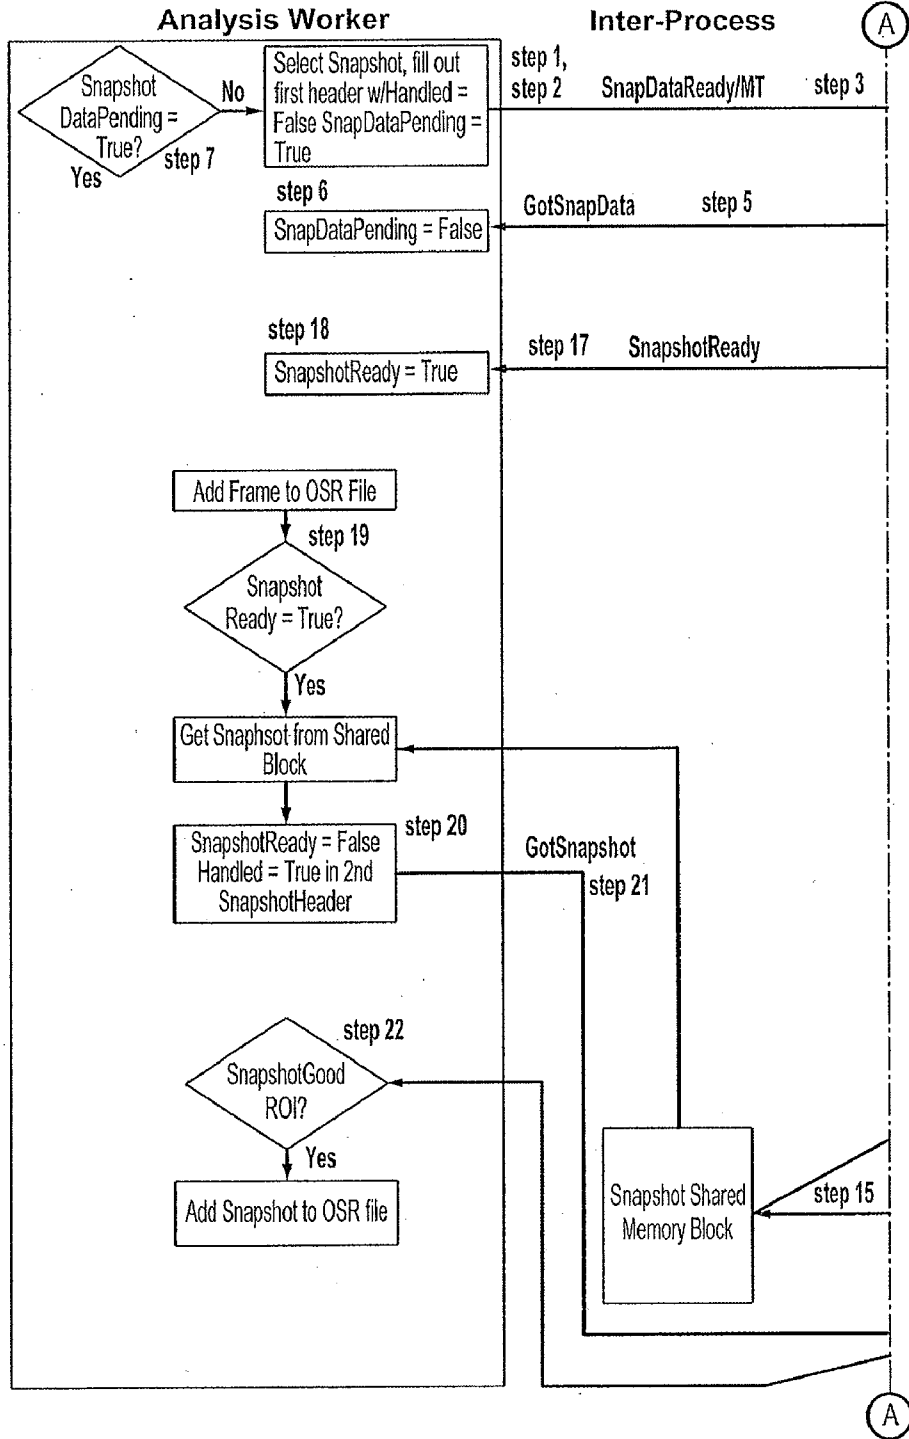 Analysis Worker
Inter-Process
A
Snapshot
DataPending =
True?
step 7
Yes
No
Select Snapshot, fill out
first header w/Handled =
False SnapDataPending =
True
step 1,
step 2
SnapDataReady/MT
step 3
step 6
SnapDataPending = False
GotSnapData
step 5
step 18
SnapshotReady = True
step 17
SnapshotReady
Add Frame to OSR File
step 19
Snapshot
Ready = True?
Yes
Get Snaphsot from Shared
Block
step 20
SnapshotReady = False
Handled = True in 2nd
SnapshotHeader
GotSnapshot
step 21
step 22
SnapshotGood
ROI?
Yes
Add Snapshot to OSR file
Snapshot Shared
Memory Block
step 15
A